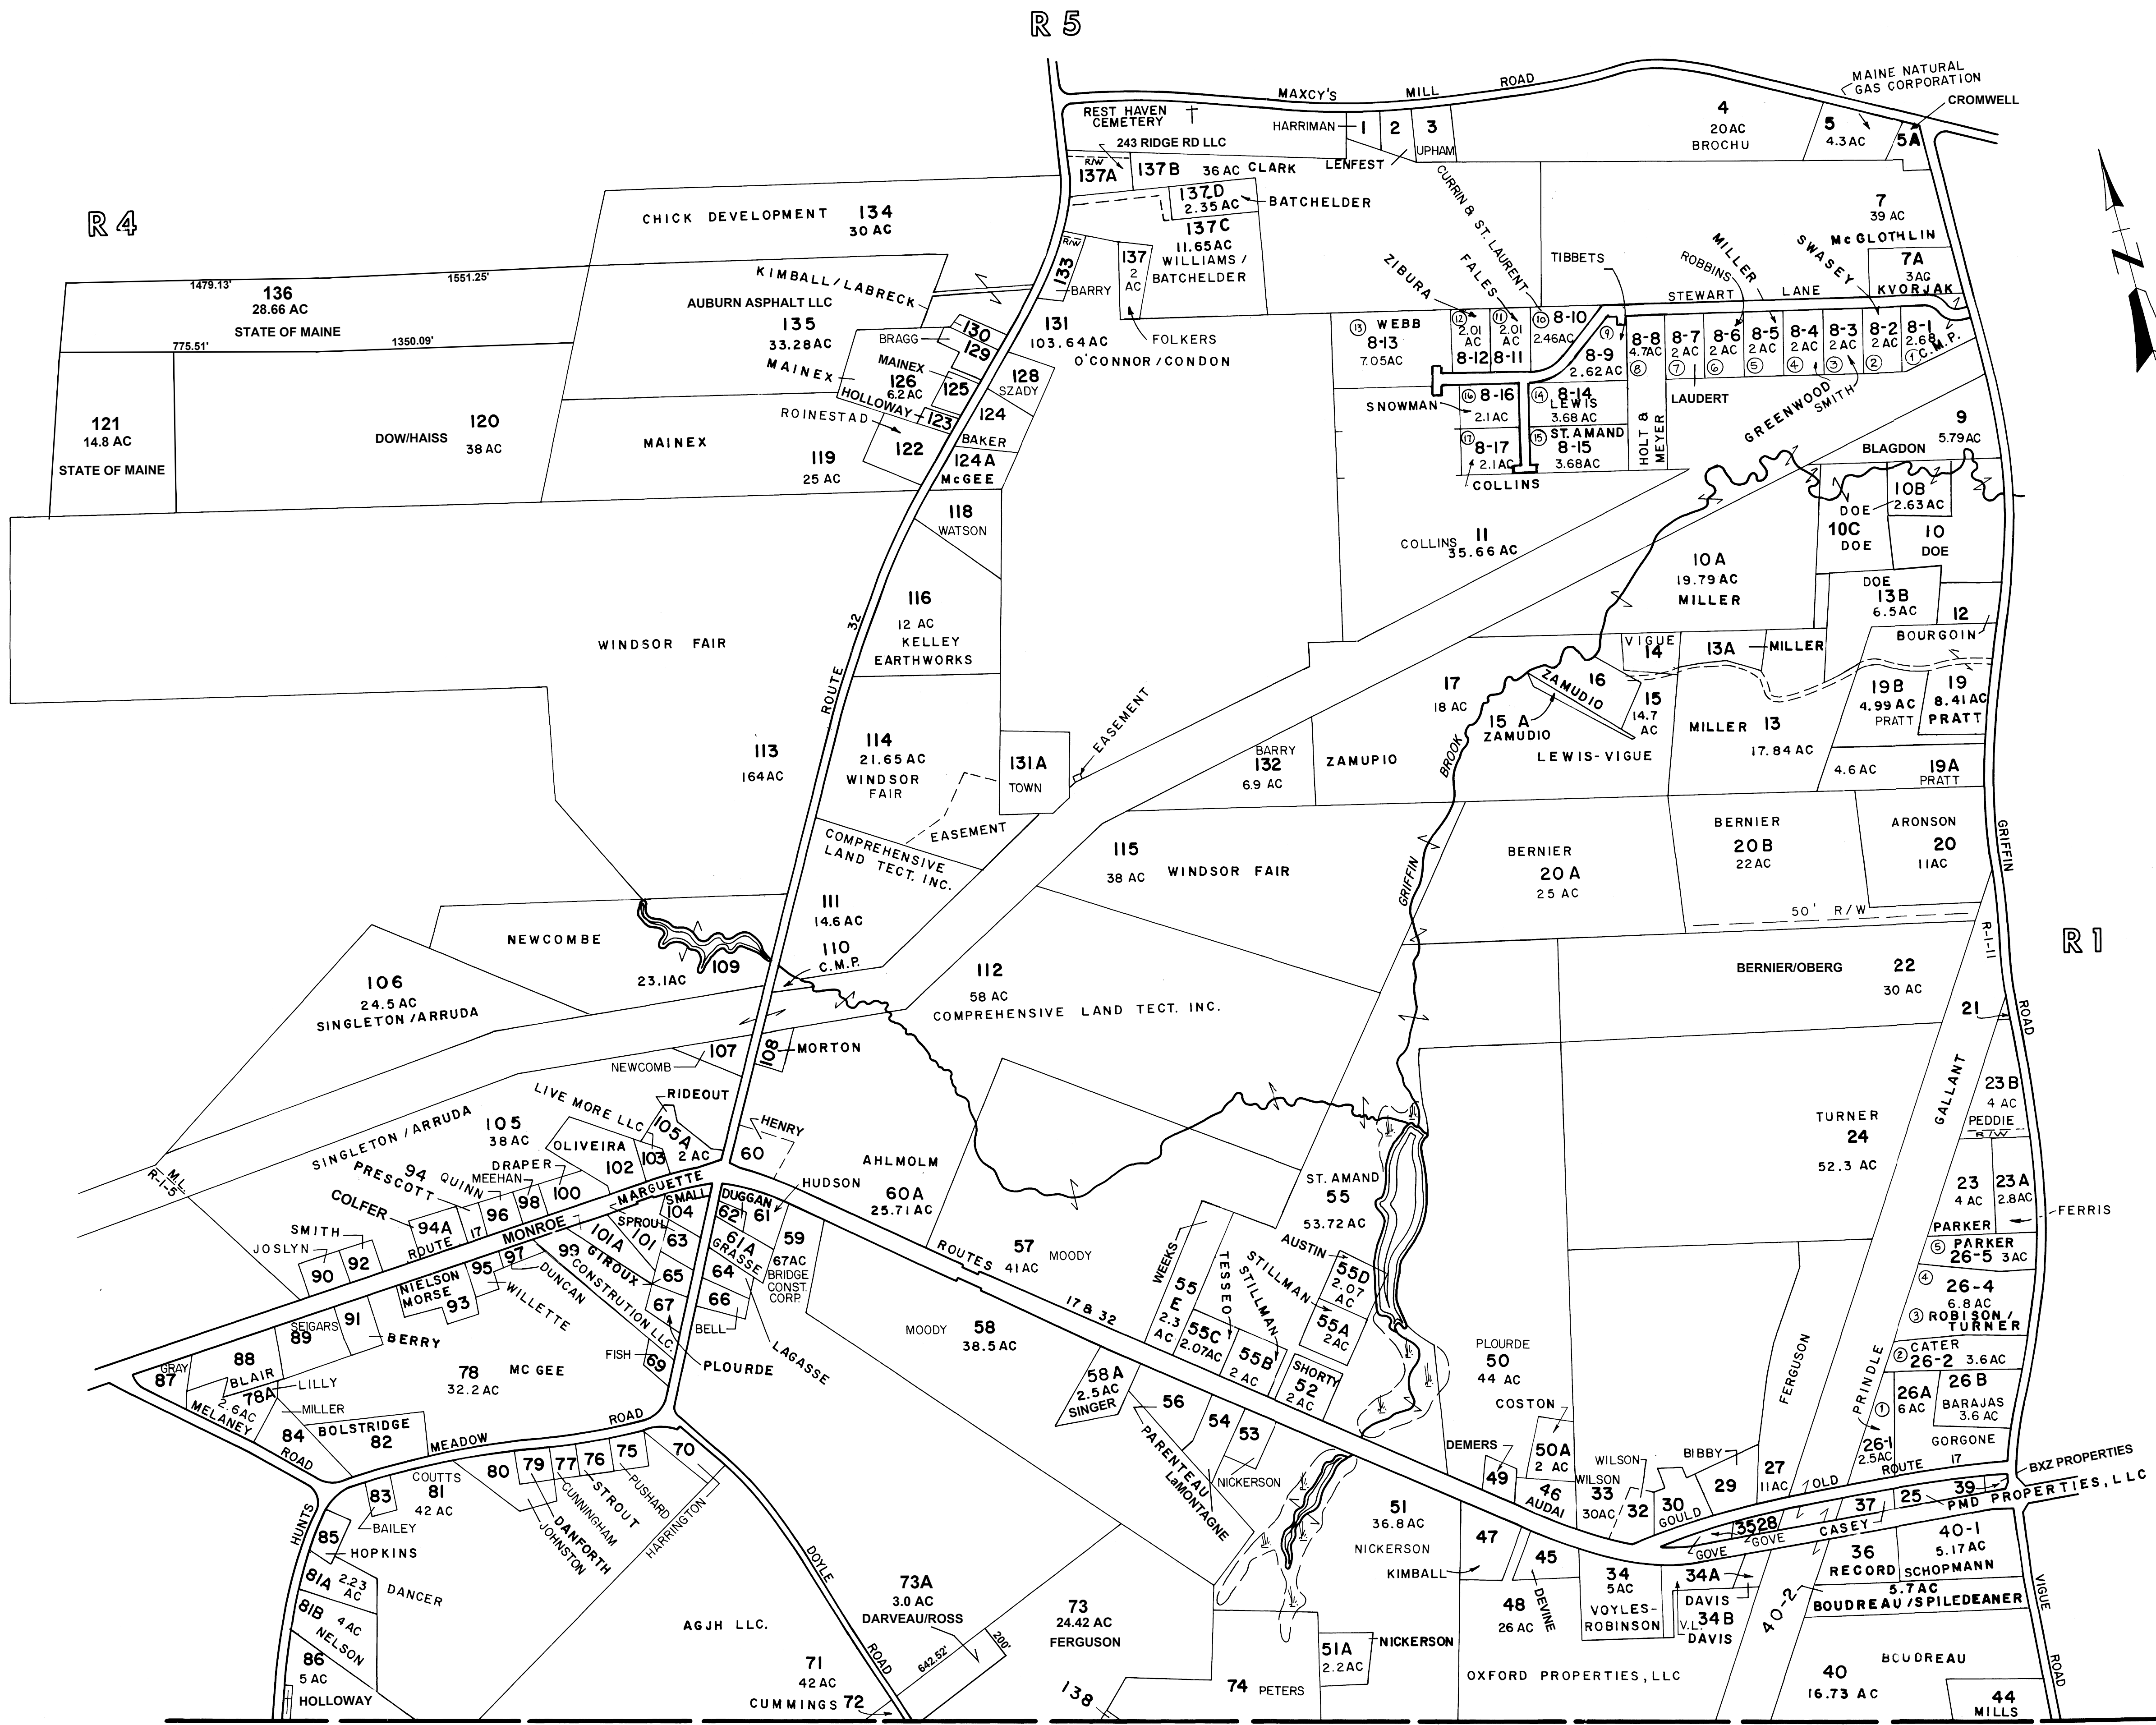 R 5
R 4
R 1
MAXCY'S MILL ROAD
MAINE NATURAL
GAS CORPORATION
CROMWELL
REST HAVEN
CEMETERY
243 RIDGE RD LLC
HARRIMAN
1
2
3
UPHAM
LENFEST
4
20 AC
BROCHU
5
4.3 AC
5A
R/W
137A
137B
36 AC CLARK
137D
2.35 AC
BATCHELDER
137C
11.65 AC
WILLIAMS /
BATCHELDER
137
2
AC
FOLKERS
R/W
133
BARRY
CHICK DEVELOPMENT 134
30 AC
KIMBALL/LABRECK
1479.13'
1551.25'
136
28.66 AC
STATE OF MAINE
775.51'
1350.09'
AUBURN ASPHALT LLC
135
33.28 AC
BRAGG
130
129
MAINEX
MAINEX
126
6.2 AC
125
HOLLOWAY
123
ROINESTAD
122
131
103.64 AC
O'CONNOR / CONDON
128
SZADY
124
BAKER
124A
McGEE
121
14.8 AC
STATE OF MAINE
DOW/HAISS
120
38 AC
MAINEX
119
25 AC
118
WATSON
116
12 AC
KELLEY
EARTHWORKS
WINDSOR FAIR
113
164 AC
ROUTE 32
114
21.65 AC
WINDSOR
FAIR
131A
TOWN
EASEMENT
EASEMENT
COMPREHENSIVE
LAND TECT. INC.
111
14.6 AC
110
C.M.P.
CURRIN & ST. LAURENT
ZIBURA
FALES
TIBBETS
MILLER
ROBBINS
SWASEY
7
39 AC
McGLOTHLIN
7A
3 AC
KVORJAK
STEWART LANE
13 WEBB
8-13
7.05 AC
12
2.01
AC
8-12
11
2.01
AC
8-11
10 8-10
2.46 AC
9
8-9
2.62 AC
8-8
4.7 AC
8
8-7
2 AC
7
8-6
2 AC
6
8-5
2 AC
5
8-4
2 AC
4
8-3
2 AC
3
8-2
2 AC
2
8-1
2.68
1
C.M.P.
LAUDERT
GREENWOOD
SMITH
HOLT &
MEYER
SNOWMAN
16 8-16
2.1 AC
17
8-17
2.1 AC
COLLINS
14 8-14
LEWIS
3.68 AC
15 ST. AMAND
8-15
3.68 AC
9
5.79 AC
BLAGDON
10B
2.63 AC
DOE
10C
DOE
10
DOE
COLLINS 11
35.66 AC
10 A
19.79 AC
MILLER
DOE
13B
6.5 AC
12
BOURGOIN
VIGUE
14
13A
MILLER
17
18 AC
16
ZAMUDIO
15 A
ZAMUDIO
15
14.7
AC
LEWIS-VIGUE
MILLER 13
17.84 AC
19B
4.99 AC
PRATT
19
8.41 AC
PRATT
4.6 AC
19A
PRATT
BARRY
132
6.9 AC
ZAMUPIO
GRIFFIN BROOK
115
38 AC WINDSOR FAIR
BERNIER
20 A
25 AC
BERNIER
20 B
22 AC
ARONSON
20
11 AC
50' R/W
GRIFFIN
R-1-11
ROAD
BERNIER/OBERG
22
30 AC
21
GALLANT
NEWCOMBE
23.1 AC
109
106
24.5 AC
SINGLETON / ARRUDA
112
58 AC
COMPREHENSIVE LAND TECT. INC.
107
NEWCOMB
108
MORTON
TURNER
24
52.3 AC
23 B
4 AC
PEDDIE
R/W
23
4 AC
PARKER
23 A
2.8 AC
FERRIS
5 PARKER
26-5 3 AC
4
26-4
6.8 AC
3 ROBISON /
TURNER
2 CATER
26-2 3.6 AC
PRINDLE
1
26-1
2.5 AC
26A
6 AC
26 B
BARAJAS
3.6 AC
GORGONE
SINGLETON / ARRUDA
105
38 AC
M.L.
R-1-5
LIVE MORE LLC
RIDEOUT
105A
2 AC
OLIVEIRA
102
103
HENRY
60
94
PRESCOTT
COLFER
94A
QUINN
MEEHAN
DRAPER
96
98
100
SMITH
JOSLYN
90
92
ROUTE 17
MONROE
MARGUETTE
SMALL
104
DUGGAN
62
61
HUDSON
61A
GRASSE
59
67 AC
BRIDGE
CONST.
CORP.
SPROUL
101
101A
GIROUX
99
CONSTRUTION LLC.
63
65
64
66
67
BELL
LAGASSE
PLOURDE
FISH
69
AHLMOLM
60A
25.71 AC
ROUTES 17 & 32
57
41 AC
MOODY
MOODY
58
38.5 AC
NIELSON
MORSE
93
95
97
DUNCAN
WILLETTE
SEIGARS
89
91
BERRY
GRAY
87
88
BLAIR
78A
2.6 AC
LILLY
MELANEY
MILLER
84
78
32.2 AC
MC GEE
BOLSTRIDGE
82
MEADOW ROAD
HUNTS ROAD
COUTTS
81
42 AC
83
BAILEY
80
79
77
76
75
70
PUSHARD
STROUT
CUNNINGHAM
DANFORTH
JOHNSTON
HARRINGTON
85
HOPKINS
81A
2.23
AC
DANCER
81B
4 AC
NELSON
86
5 AC
HOLLOWAY
AGJH LLC.
71
42 AC
CUMMINGS 72
DOYLE ROAD
73A
3.0 AC
DARVEAU/ROSS
642.52'
200'
73
24.42 AC
FERGUSON
138
74
PETERS
ST. AMAND
55
53.72 AC
WEEKS
55
E
2.3
AC
TESSEO
STILLMAN
STILLMAN
AUSTIN
55D
2.07
AC
55A
2 AC
55C
2.07 AC
55B
2 AC
SHORTY
52
2 AC
58 A
2.5 AC
SINGER
56
54
53
PARENTEAU
LaMONTAGNE
NICKERSON
PLOURDE
50
44 AC
COSTON
50A
2 AC
DEMERS
49
46
AUDAI
WILSON
WILSON
33
30 AC
32
30
GOULD
BIBBY
29
27
11 AC
FERGUSON
OLD ROUTE 17
BXZ PROPERTIES
PMD PROPERTIES, LLC
39
25
37
CASEY
3528
GOVE
GOVE
51
36.8 AC
NICKERSON
51A
2.2 AC
NICKERSON
47
KIMBALL
45
DEVINE
48
26 AC
OXFORD PROPERTIES, LLC
34
5 AC
VOYLES-
ROBINSON
34A
DAVIS
V.L.
34B
DAVIS
36
RECORD
40-1
5.17 AC
SCHOPMANN
40-2
5.7 AC
BOUDREAU / SPILEDEANER
BOUDREAU
40
16.73 AC
44
MILLS
VIGUE ROAD
N